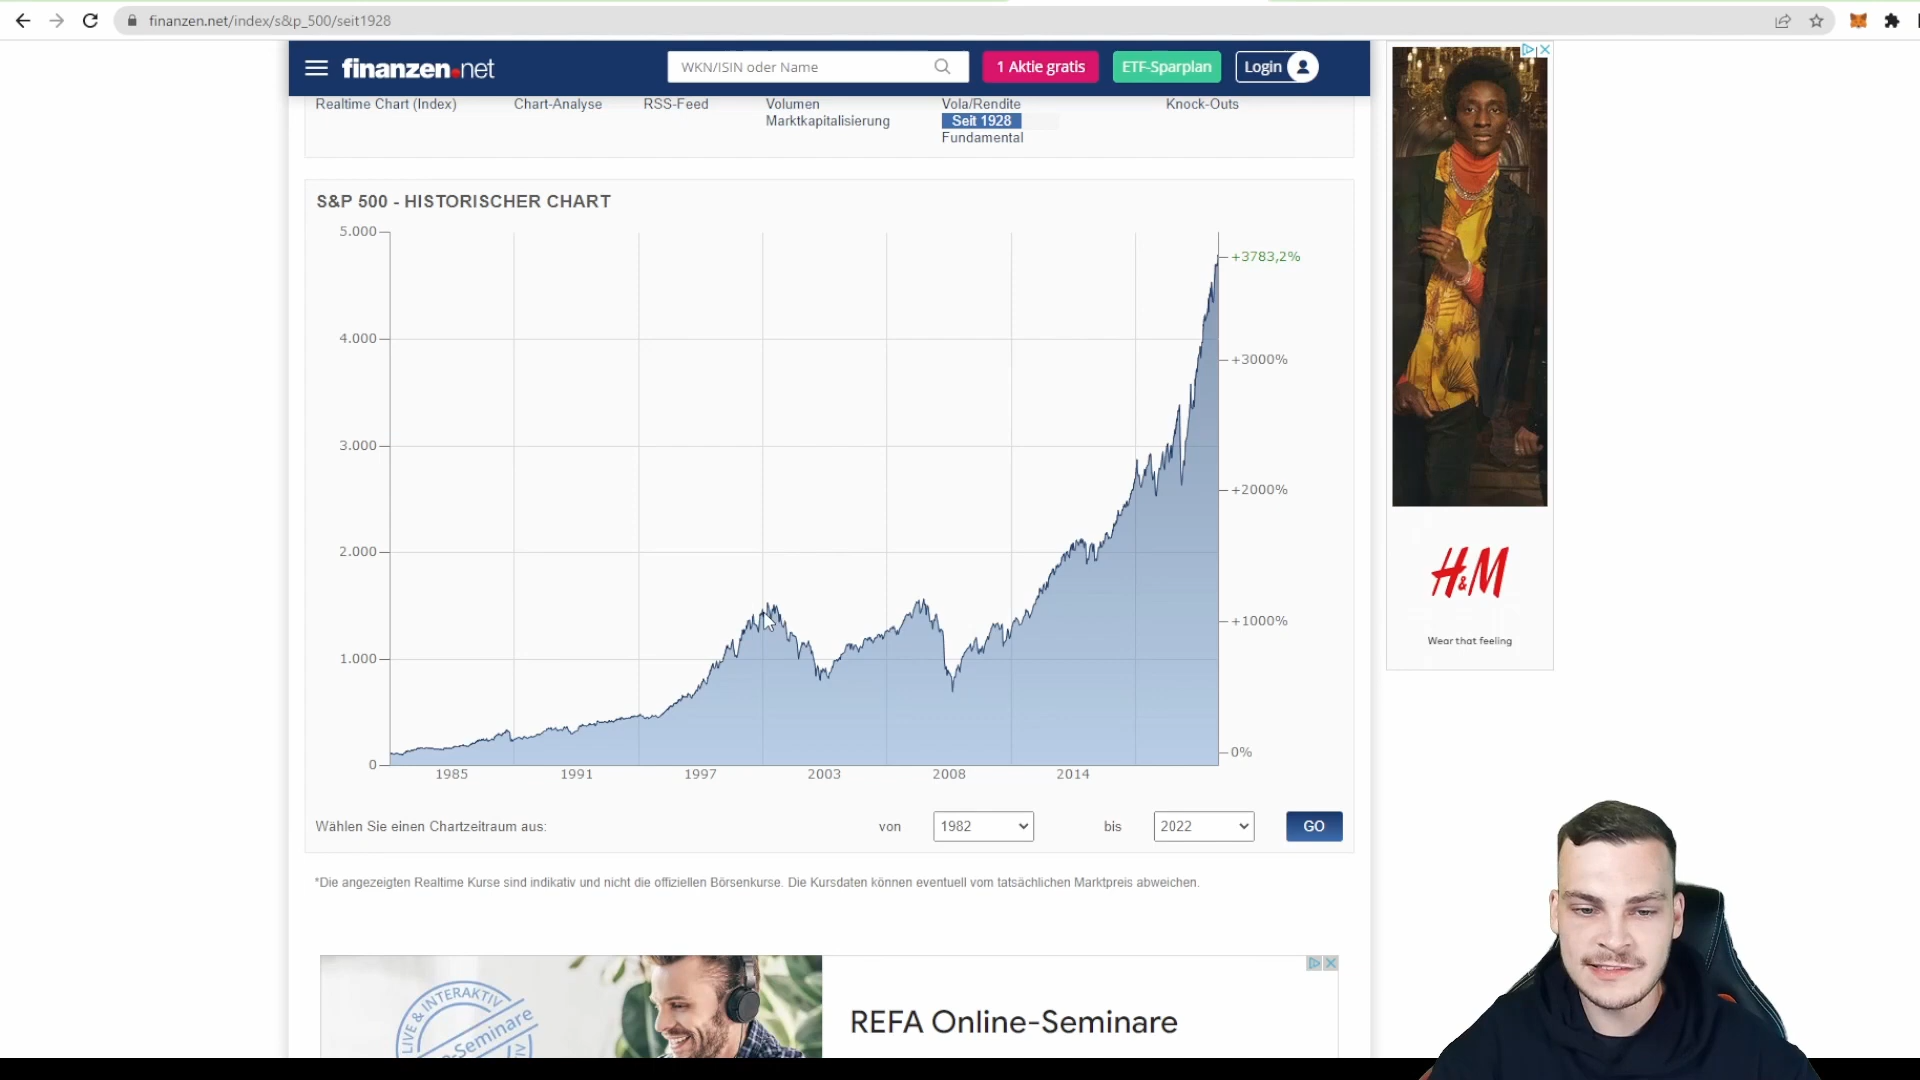 finanzen.net/index/s&p_500/seit1928
finanzen.net
WKN/ISIN oder Name
1 Aktie gratis
ETF-Sparplan
Login
Realtime Chart (Index)
Chart-Analyse
RSS-Feed
Volumen
Marktkapitalisierung
Vola/Rendite
Seit 1928
Fundamental
Knock-Outs
S&P 500 - HISTORISCHER CHART
5.000
4.000
3.000
2.000
1.000
0
+3783,2%
+3000%
+2000%
+1000%
0%
1985
1991
1997
2003
2008
2014
Wählen Sie einen Chartzeitraum aus:
von
1982
bis
2022
GO
*Die angezeigten Realtime Kurse sind indikativ und nicht die offiziellen Börsenkurse. Die Kursdaten können eventuell vom tatsächlichen Marktpreis abweichen.
H&M
Wear that feeling
LIVE & INTERAKTIV
e-Seminare
REFA Online-Seminare